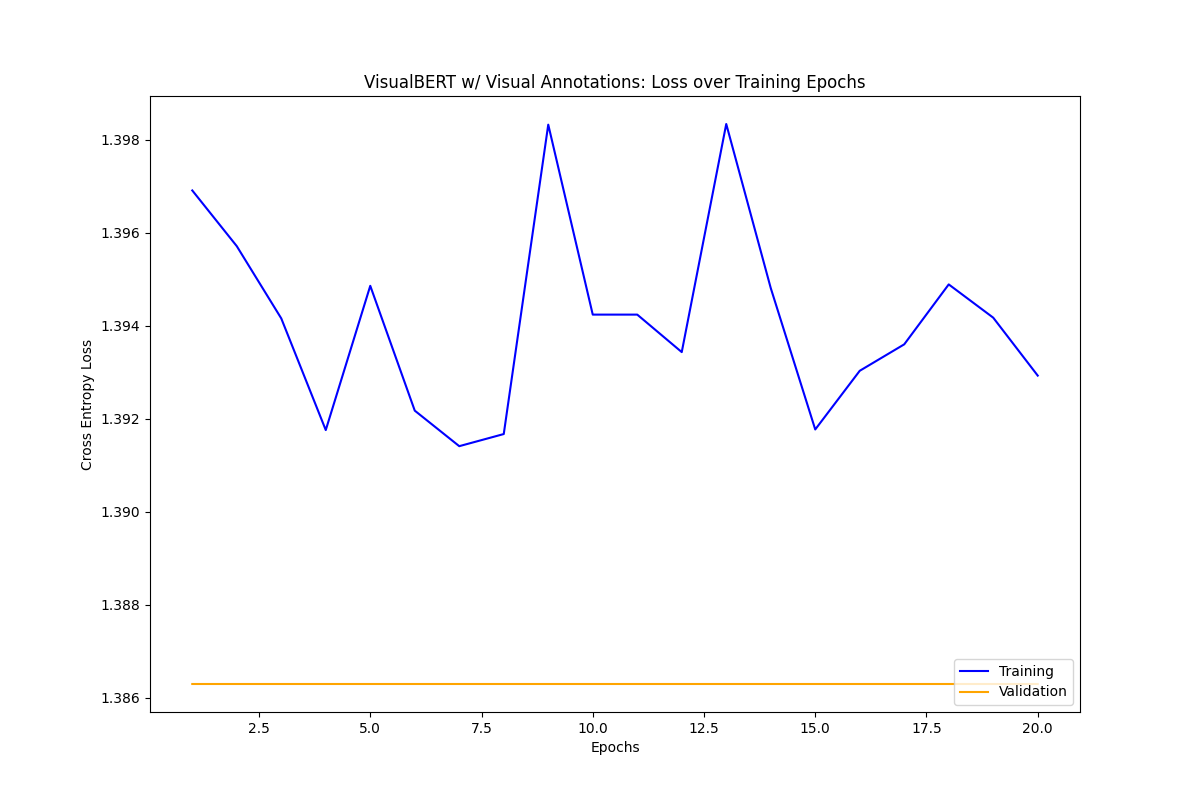 VisualBERT w/ Visual Annotations: Loss over Training Epochs
Cross Entropy Loss
1.398
1.396
1.394
1.392
1.390
1.388
1.386
Training
Validation
2.5 5.0 7.5 10.0 12.5 15.0 17.5 20.0
Epochs